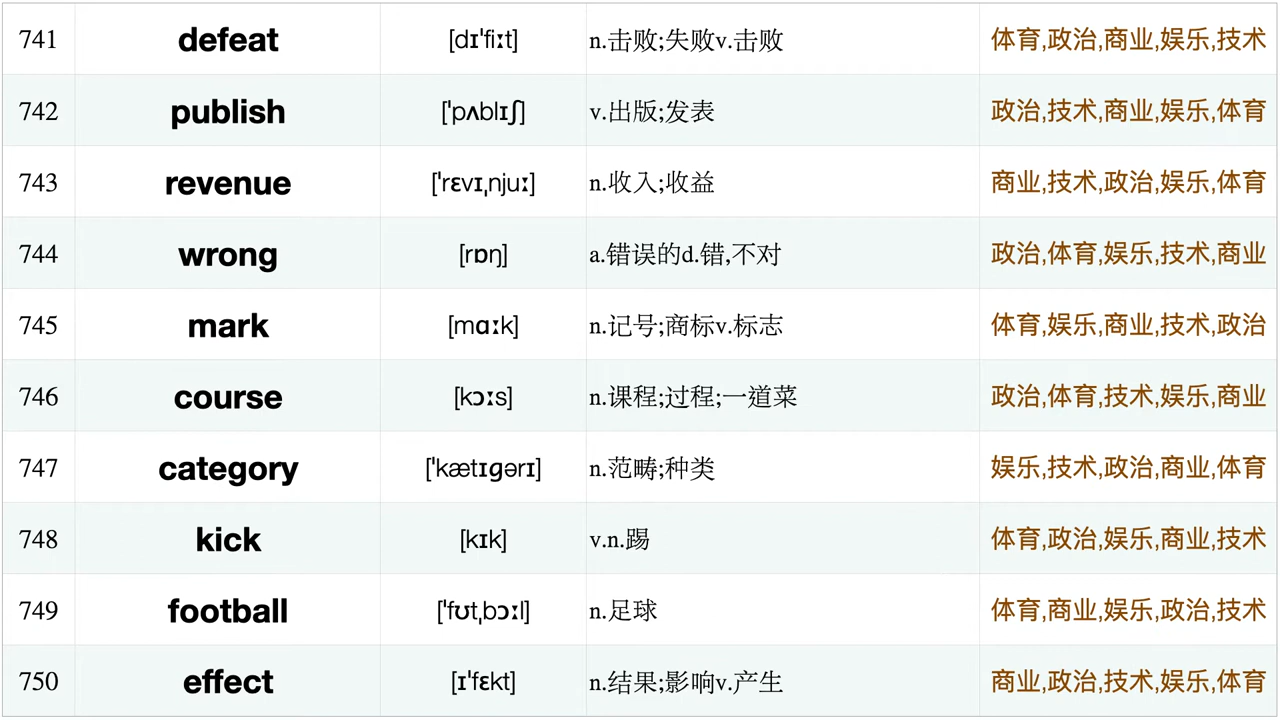 741 defeat [dɪˈfiːt] n.击败;失败v.击败 体育,政治,商业,娱乐,技术
742 publish [ˈpʌblɪʃ] v.出版;发表 政治,技术,商业,娱乐,体育
743 revenue [ˈrɛvɪˌnjuː] n.收入;收益 商业,技术,政治,娱乐,体育
744 wrong [rɒŋ] a.错误的d.错,不对 政治,体育,娱乐,技术,商业
745 mark [mɑːk] n.记号;商标v.标志 体育,娱乐,商业,技术,政治
746 course [kɔːs] n.课程;过程;一道菜 政治,体育,技术,娱乐,商业
747 category [ˈkætɪɡərɪ] n.范畴;种类 娱乐,技术,政治,商业,体育
748 kick [kɪk] v.n.踢 体育,政治,娱乐,商业,技术
749 football [ˈfʊtˌbɔːl] n.足球 体育,商业,娱乐,政治,技术
750 effect [ɪˈfɛkt] n.结果;影响v.产生 商业,政治,技术,娱乐,体育